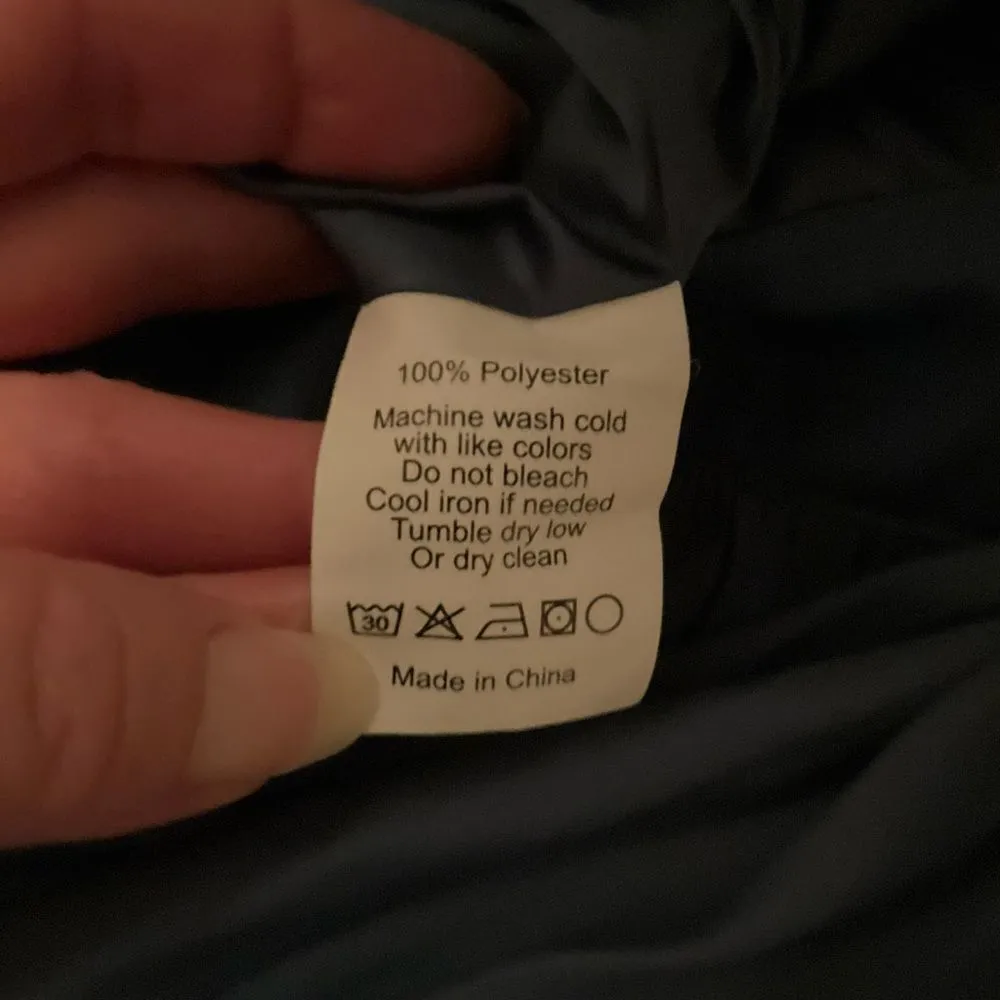 100% Polyester
Machine wash cold
with like colors
Do not bleach
Cool iron if needed
Tumble dry low
Or dry clean
30
Made in China